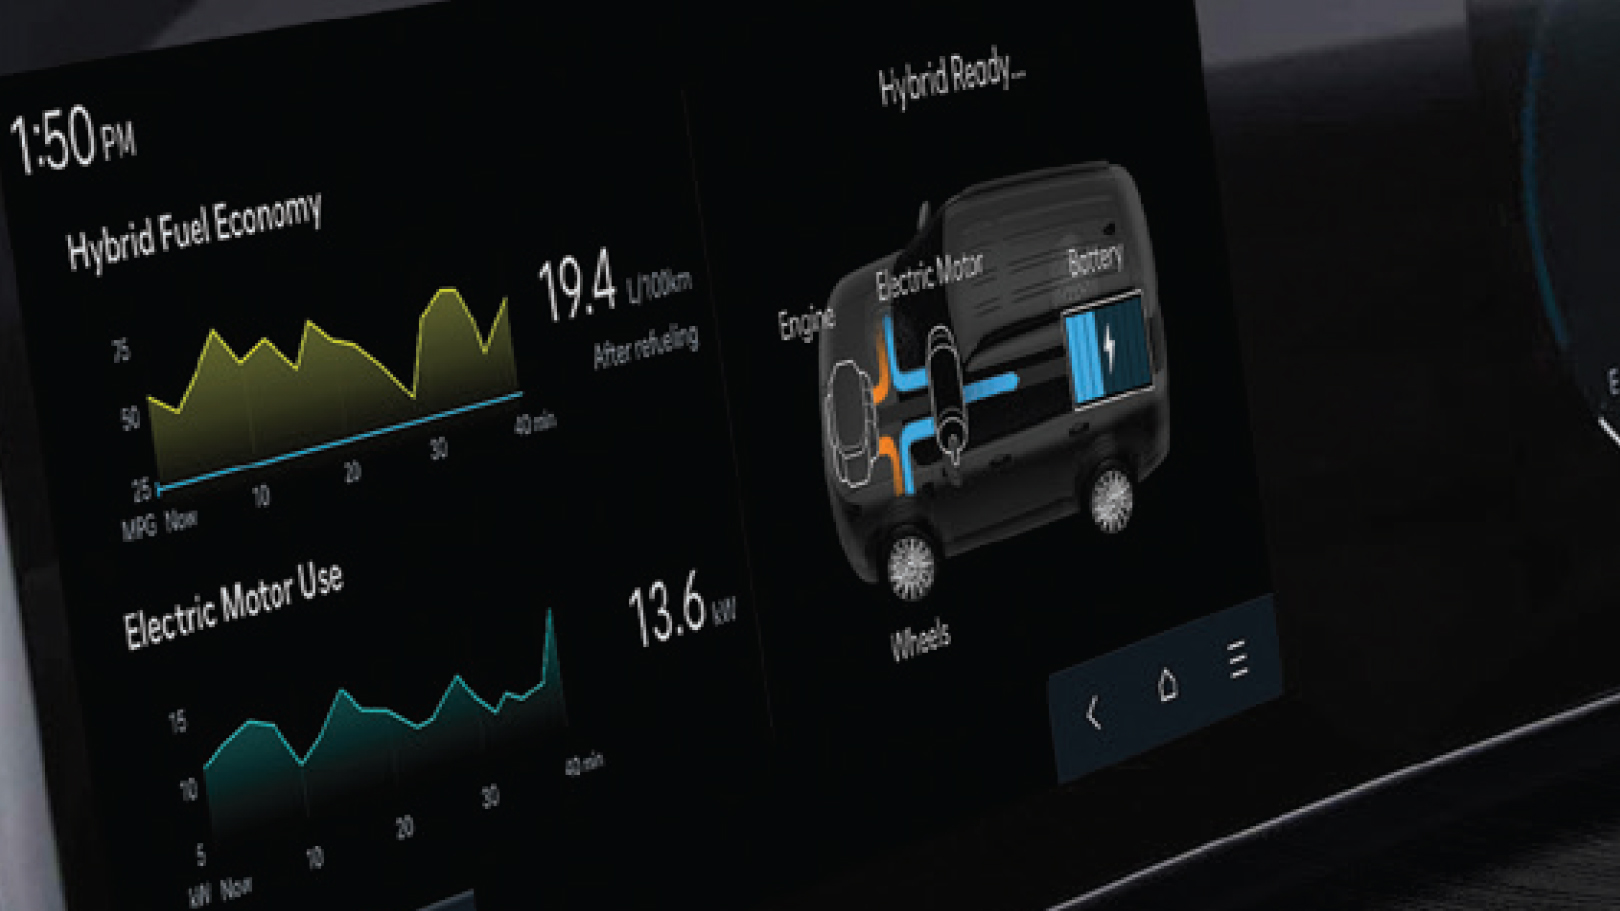 1:50 PM
Hybrid Fuel Economy
75
50
25
MPG Now 10 20 30 40 min
19.4 L/100km
After refueling
Electric Motor Use
15
10
5
kW Now 10 20 30 40 min
13.6 kW
Hybrid Ready...
Engine
Electric Motor
Battery
Wheels
E